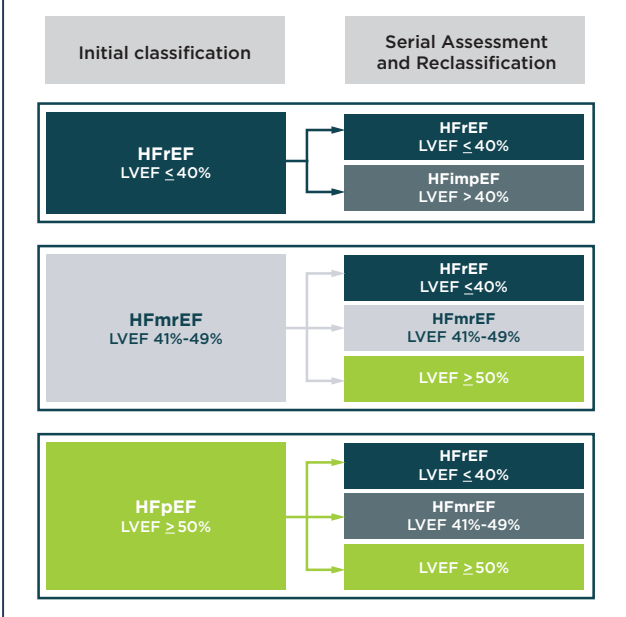 Initial classification
Serial Assessment
and Reclassification
HFrEF
LVEF ≤ 40%
HFrEF
LVEF ≤ 40%
HFimpEF
LVEF > 40%
HFmrEF
LVEF 41%-49%
HFrEF
LVEF ≤40%
HFmrEF
LVEF 41%-49%
LVEF ≥ 50%
HFpEF
LVEF ≥ 50%
HFrEF
LVEF ≤ 40%
HFmrEF
LVEF 41%-49%
LVEF ≥ 50%